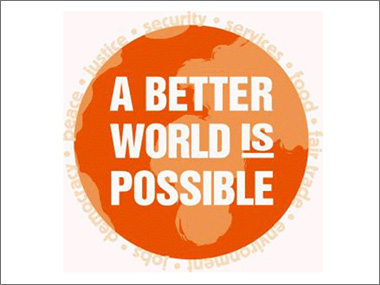 A BETTER
WORLD IS
POSSIBLE
democracy • peace • justice • security • services • food • fair trade • environment • jobs •